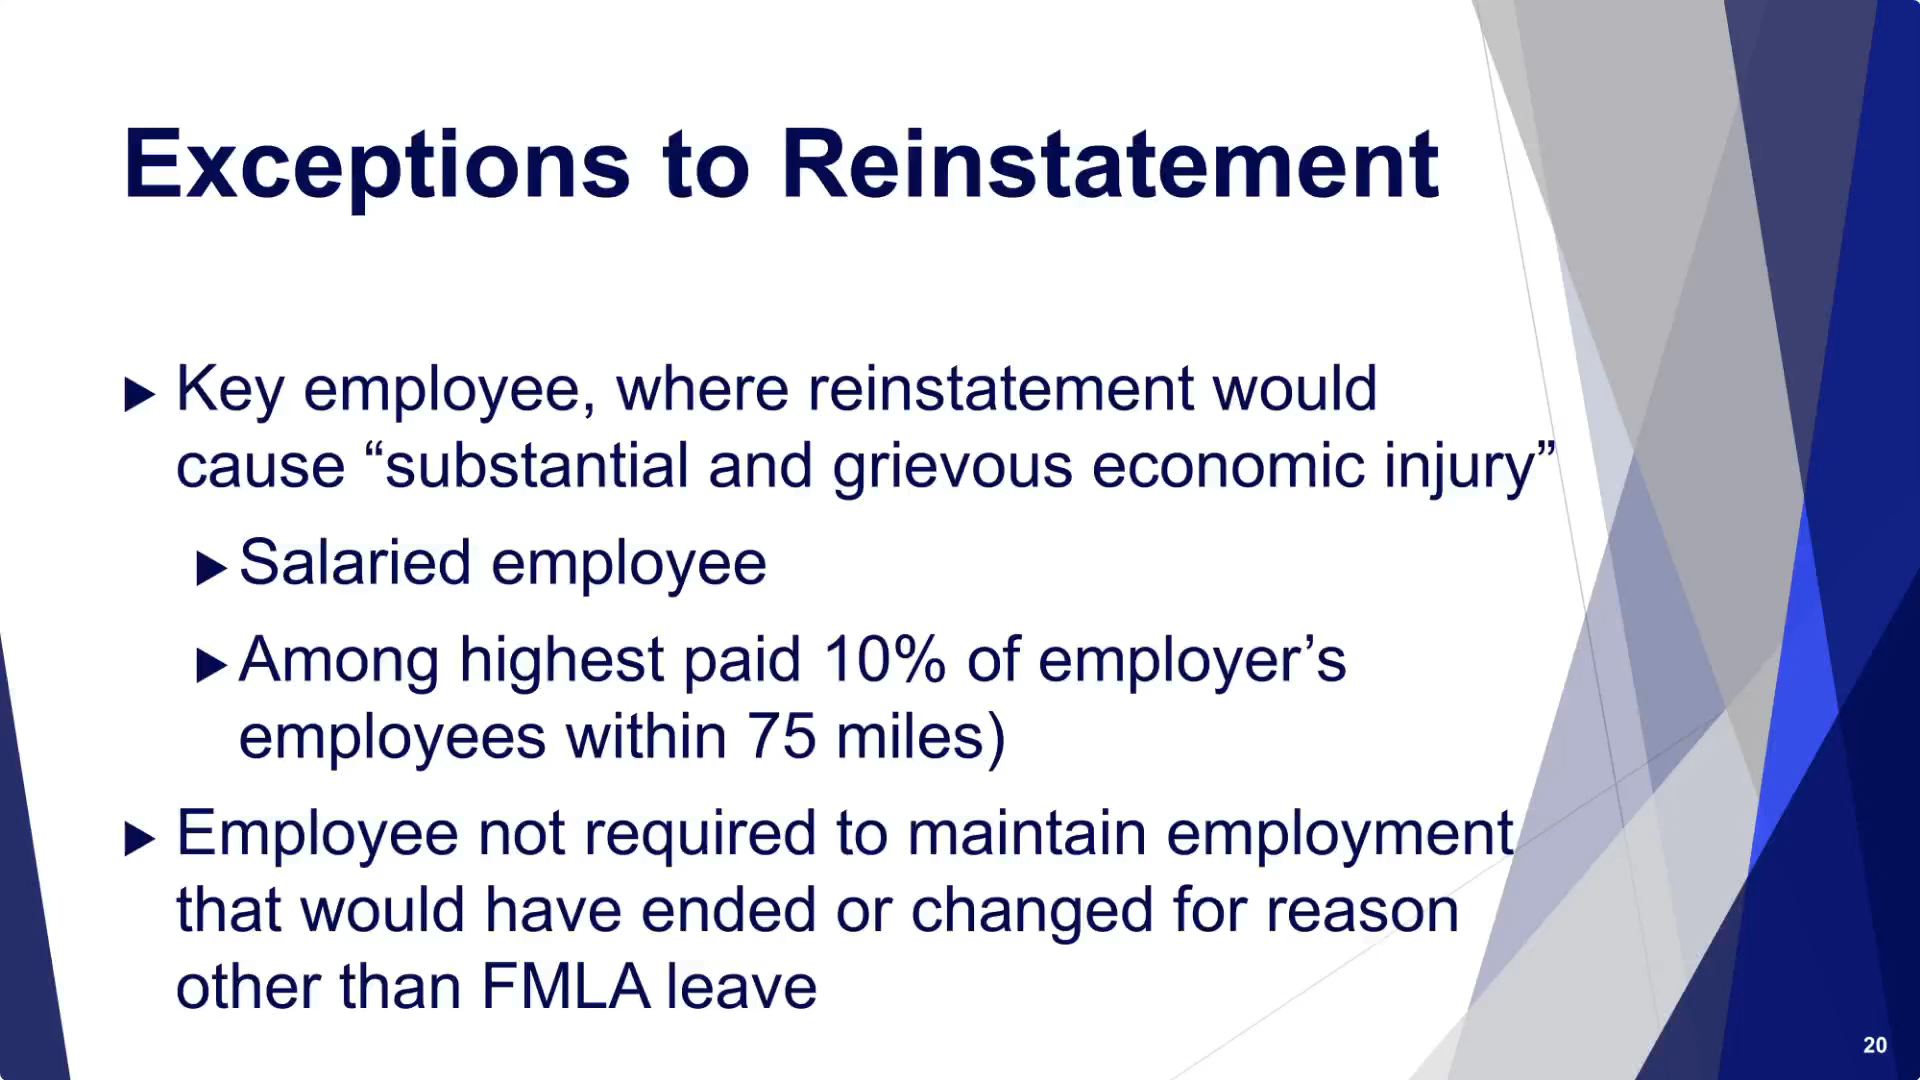 Exceptions to Reinstatement
Key employee, where reinstatement would
cause “substantial and grievous economic injury”
Salaried employee
Among highest paid 10% of employer’s
employees within 75 miles)
Employee not required to maintain employment
that would have ended or changed for reason
other than FMLA leave
20